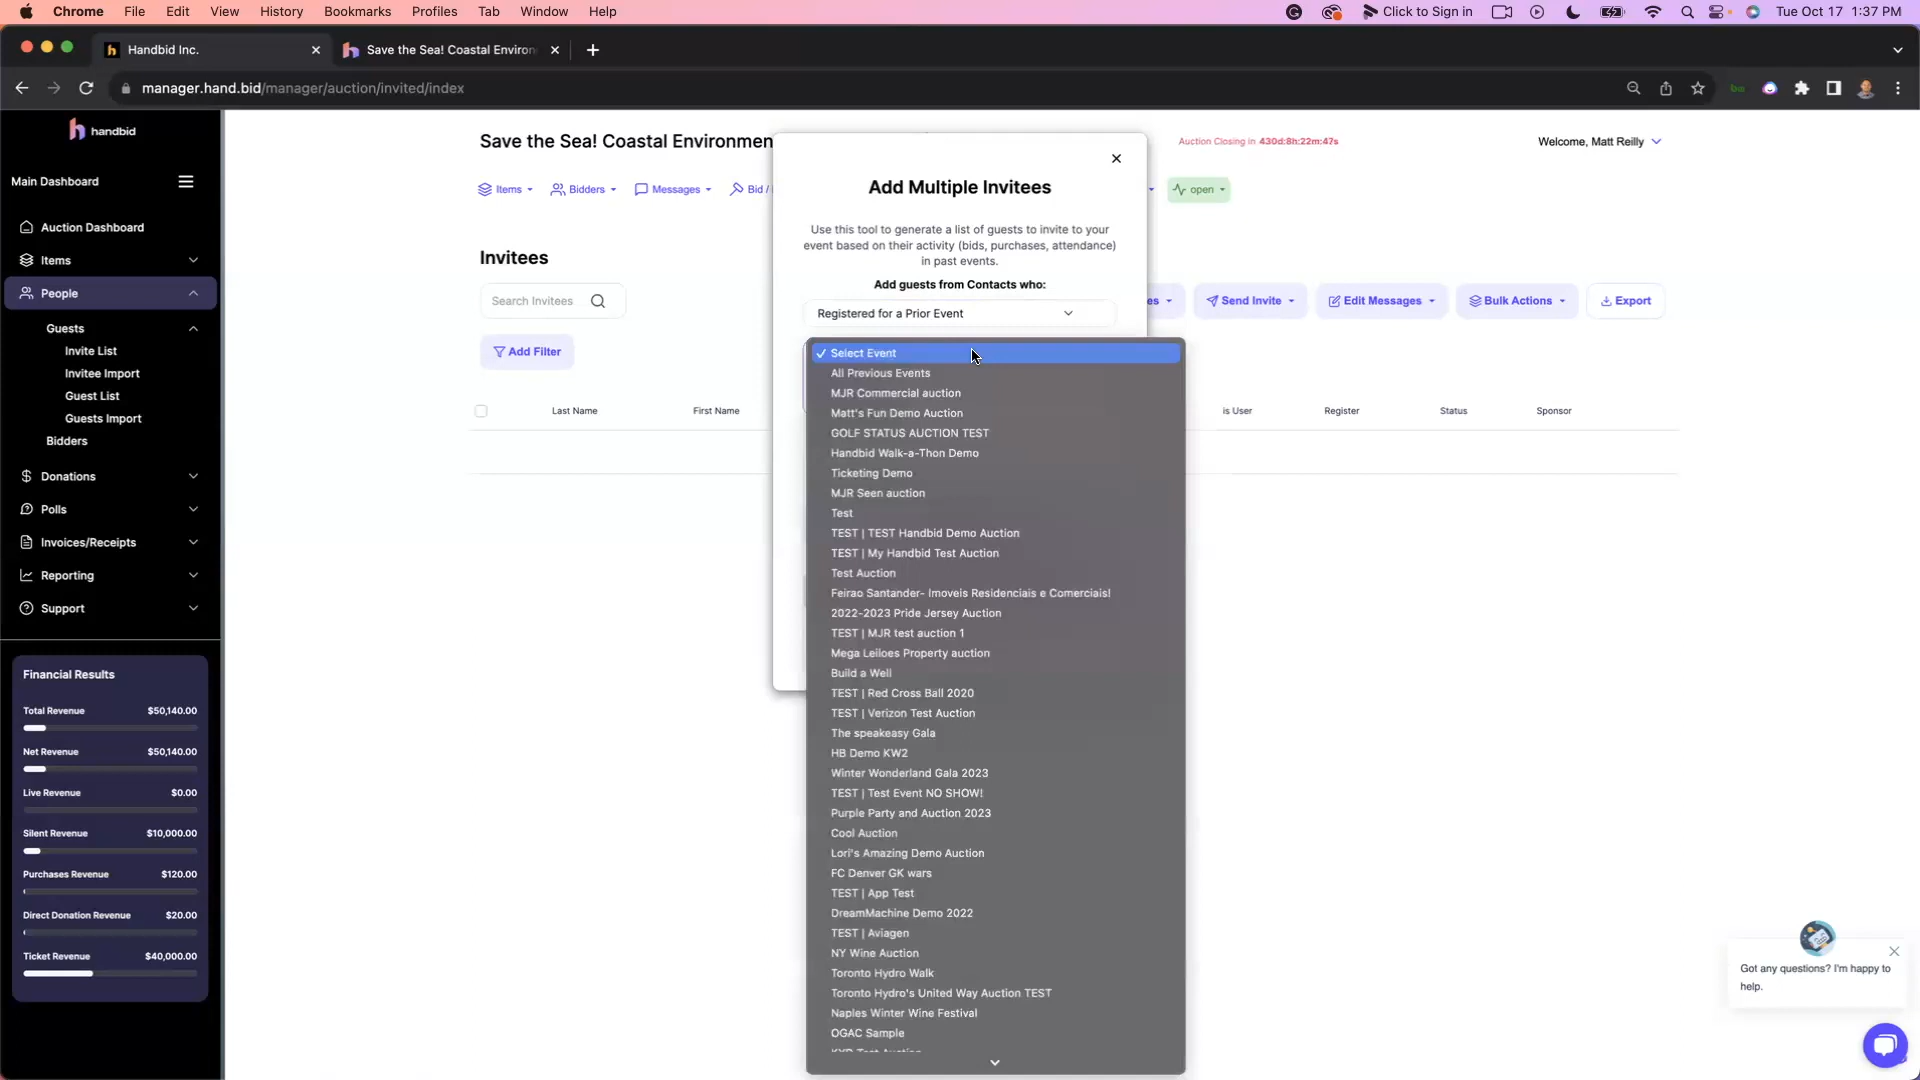 Chrome File Edit View History Bookmarks Profiles Tab Window Help
Click to Sign in
Tue Oct 17 1:37 PM
Handbid Inc.
Save the Sea! Coastal Environ
manager.hand.bid/manager/auction/invited/index
handbid
Main Dashboard
Auction Dashboard
Items
People
Guests
Invite List
Invitee Import
Guest List
Guests Import
Bidders
Donations
Polls
Invoices/Receipts
Reporting
Support
Financial Results
Total Revenue $50,140.00
Net Revenue $50,140.00
Live Revenue $0.00
Silent Revenue $10,000.00
Purchases Revenue $120.00
Direct Donation Revenue $20.00
Ticket Revenue $40,000.00
Save the Sea! Coastal Environmen
Auction Closing in 430d:8h:22m:47s
Welcome, Matt Reilly
Items Bidders Messages Bid /
open
Invitees
Search Invitees
es Send Invite Edit Messages Bulk Actions Export
Add Filter
Last Name First Name is User Register Status Sponsor
Add Multiple Invitees
Use this tool to generate a list of guests to invite to your
event based on their activity (bids, purchases, attendance)
in past events.
Add guests from Contacts who:
Registered for a Prior Event
Select Event
All Previous Events
MJR Commercial auction
Matt's Fun Demo Auction
GOLF STATUS AUCTION TEST
Handbid Walk-a-Thon Demo
Ticketing Demo
MJR Seen auction
Test
TEST | TEST Handbid Demo Auction
TEST | My Handbid Test Auction
Test Auction
Feirao Santander- Imoveis Residenciais e Comerciais!
2022-2023 Pride Jersey Auction
TEST | MJR test auction 1
Mega Leiloes Property auction
Build a Well
TEST | Red Cross Ball 2020
TEST | Verizon Test Auction
The speakeasy Gala
HB Demo KW2
Winter Wonderland Gala 2023
TEST | Test Event NO SHOW!
Purple Party and Auction 2023
Cool Auction
Lori's Amazing Demo Auction
FC Denver GK wars
TEST | App Test
DreamMachine Demo 2022
TEST | Aviagen
NY Wine Auction
Toronto Hydro Walk
Toronto Hydro's United Way Auction TEST
Naples Winter Wine Festival
OGAC Sample
Got any questions? I'm happy to
help.